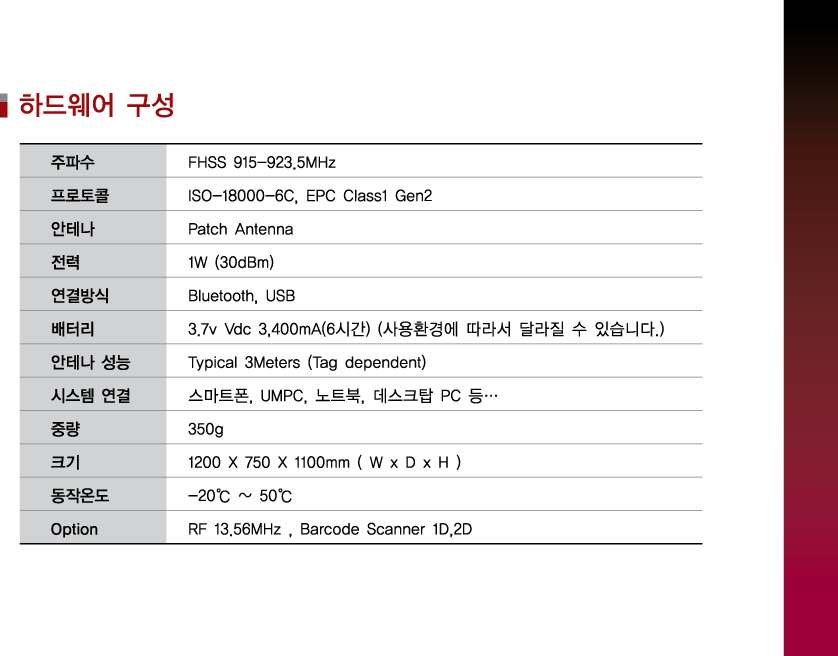 하드웨어 구성
주파수 FHSS 915-923.5MHz
프로토콜 ISO-18000-6C, EPC Class1 Gen2
안테나 Patch Antenna
전력 1W (30dBm)
연결방식 Bluetooth, USB
배터리 3.7v Vdc 3,400mA(6시간) (사용환경에 따라서 달라질 수 있습니다.)
안테나 성능 Typical 3Meters (Tag dependent)
시스템 연결 스마트폰, UMPC, 노트북, 데스크탑 PC 등…
중량 350g
크기 1200 X 750 X 1100mm ( W x D x H )
동작온도 -20℃ ~ 50℃
Option RF 13.56MHz , Barcode Scanner 1D,2D